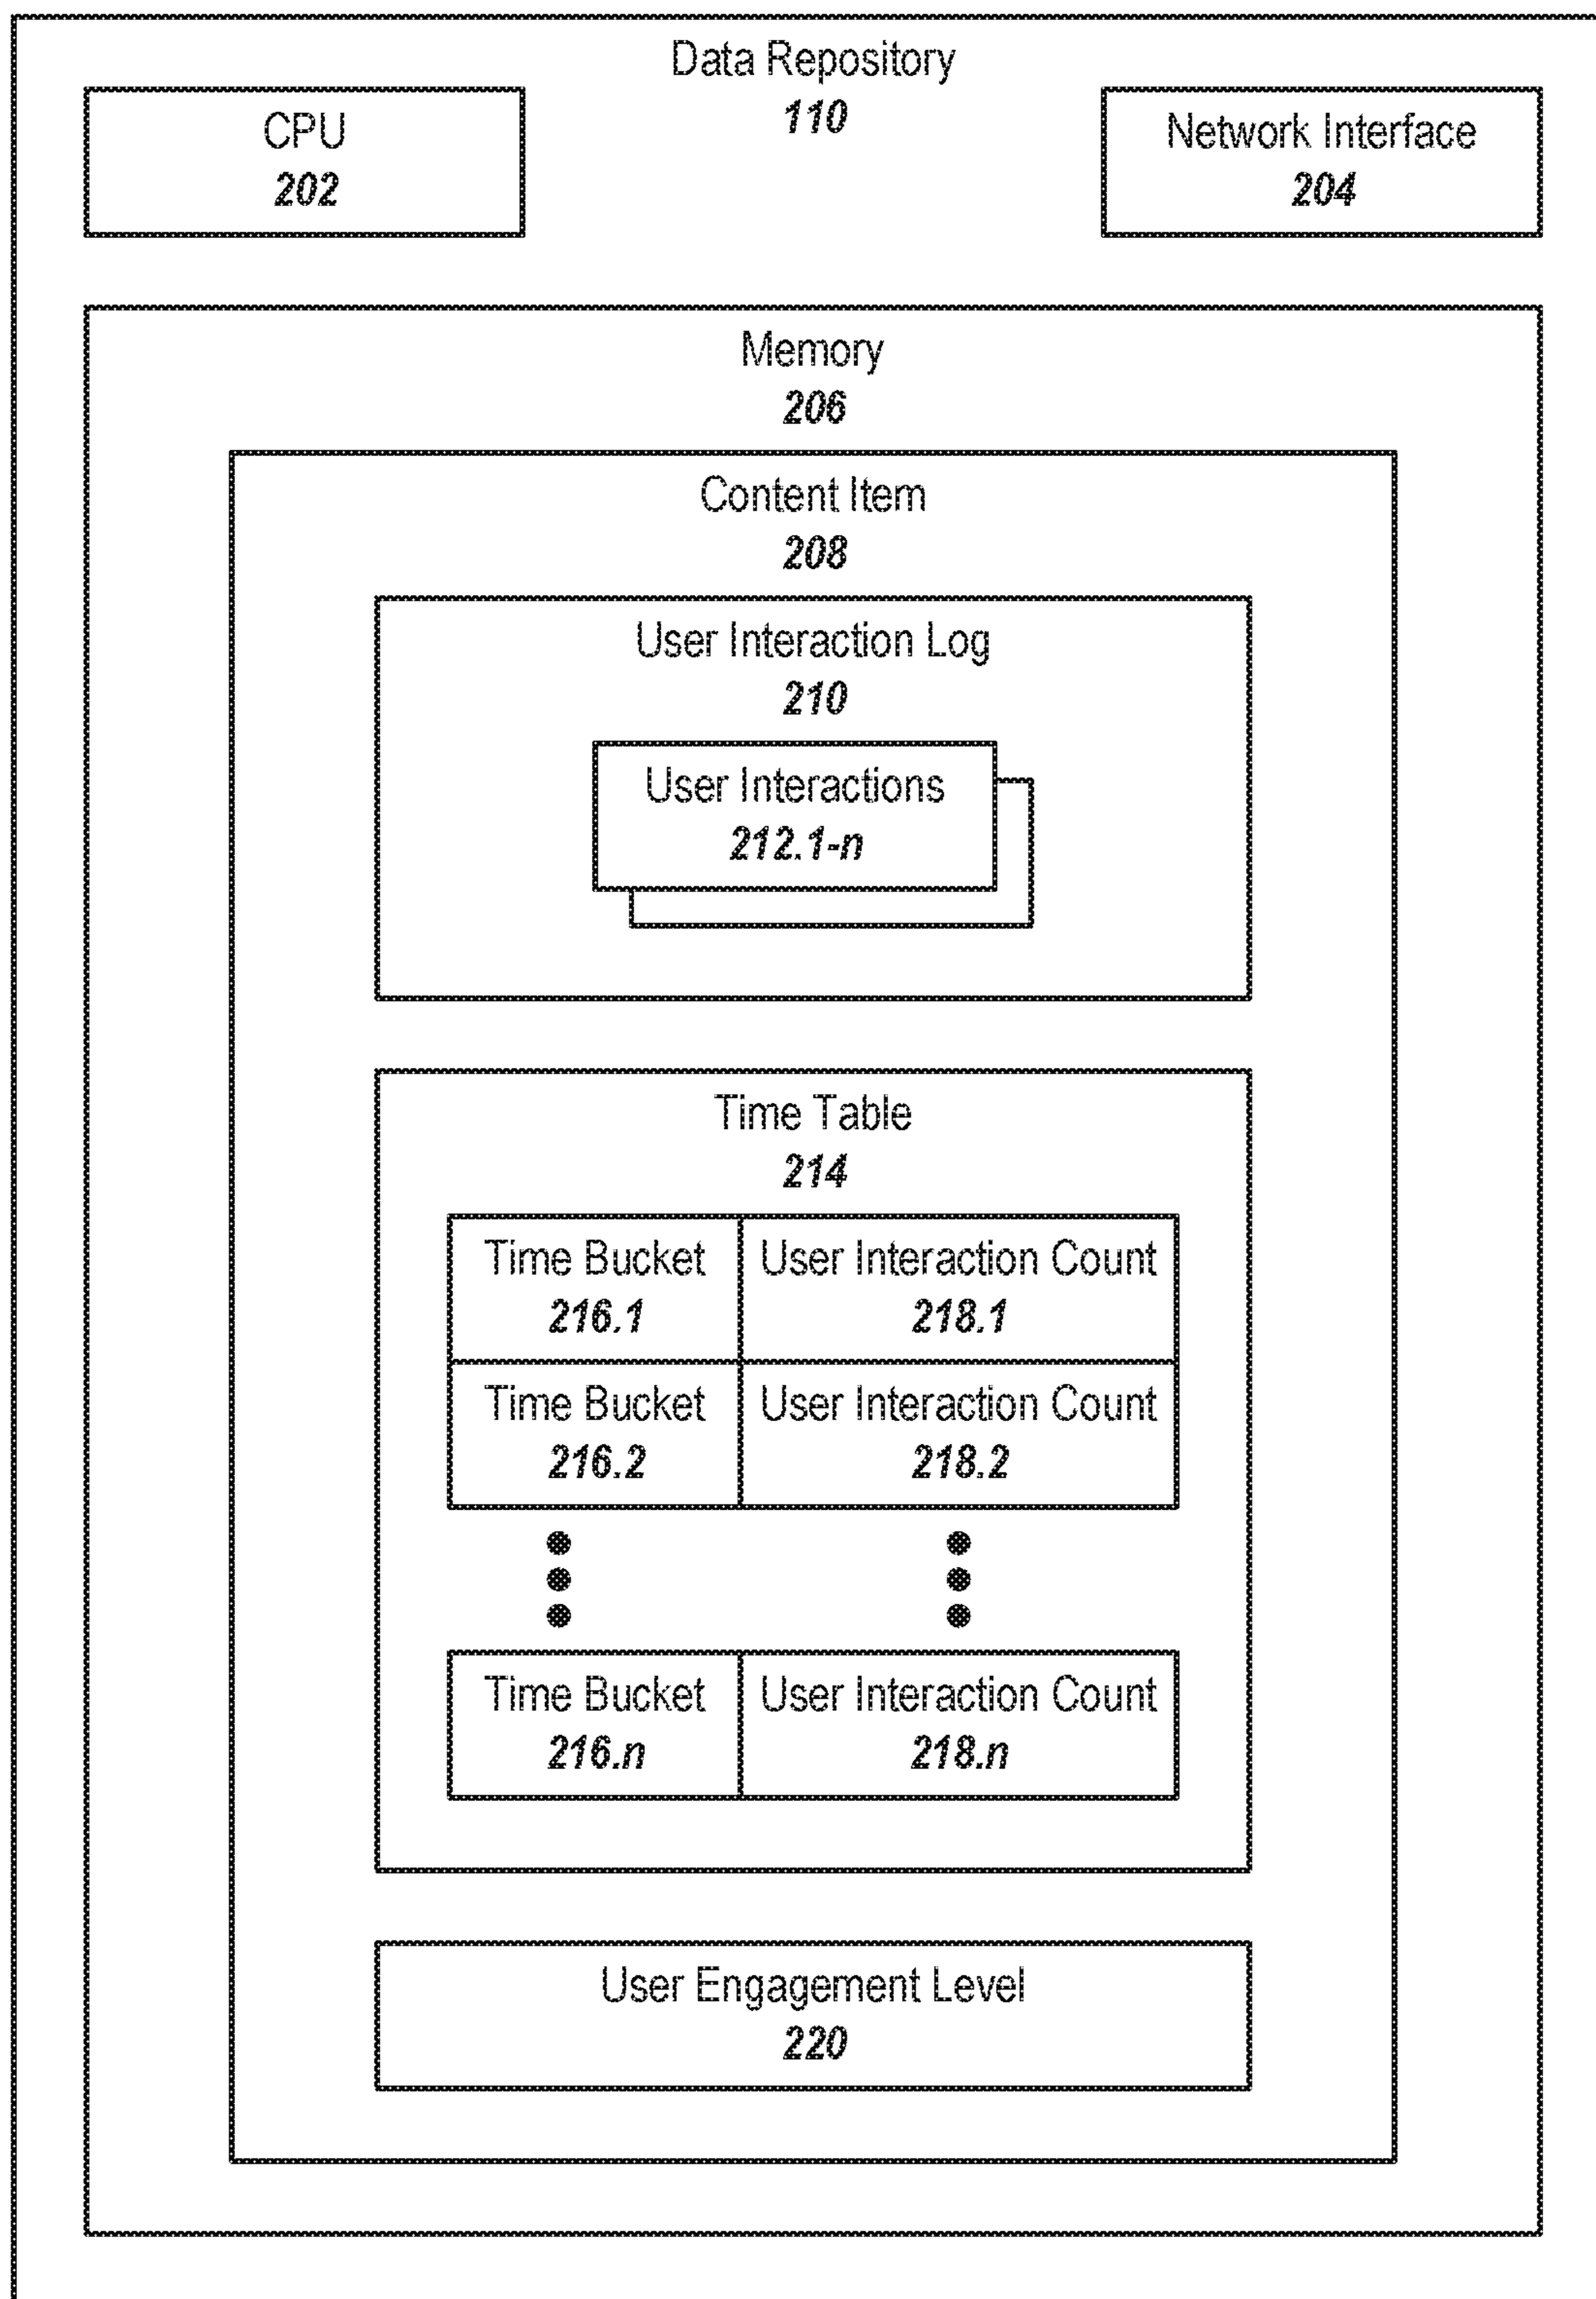 Data Repository
110
CPU
202
Network Interface
204
Memory
206
Content Item
208
User Interaction Log
210
User Interactions
212.1-n
Time Table
214
Time Bucket
216.1
User Interaction Count
218.1
Time Bucket
216.2
User Interaction Count
218.2
Time Bucket
216.n
User Interaction Count
218.n
User Engagement Level
220